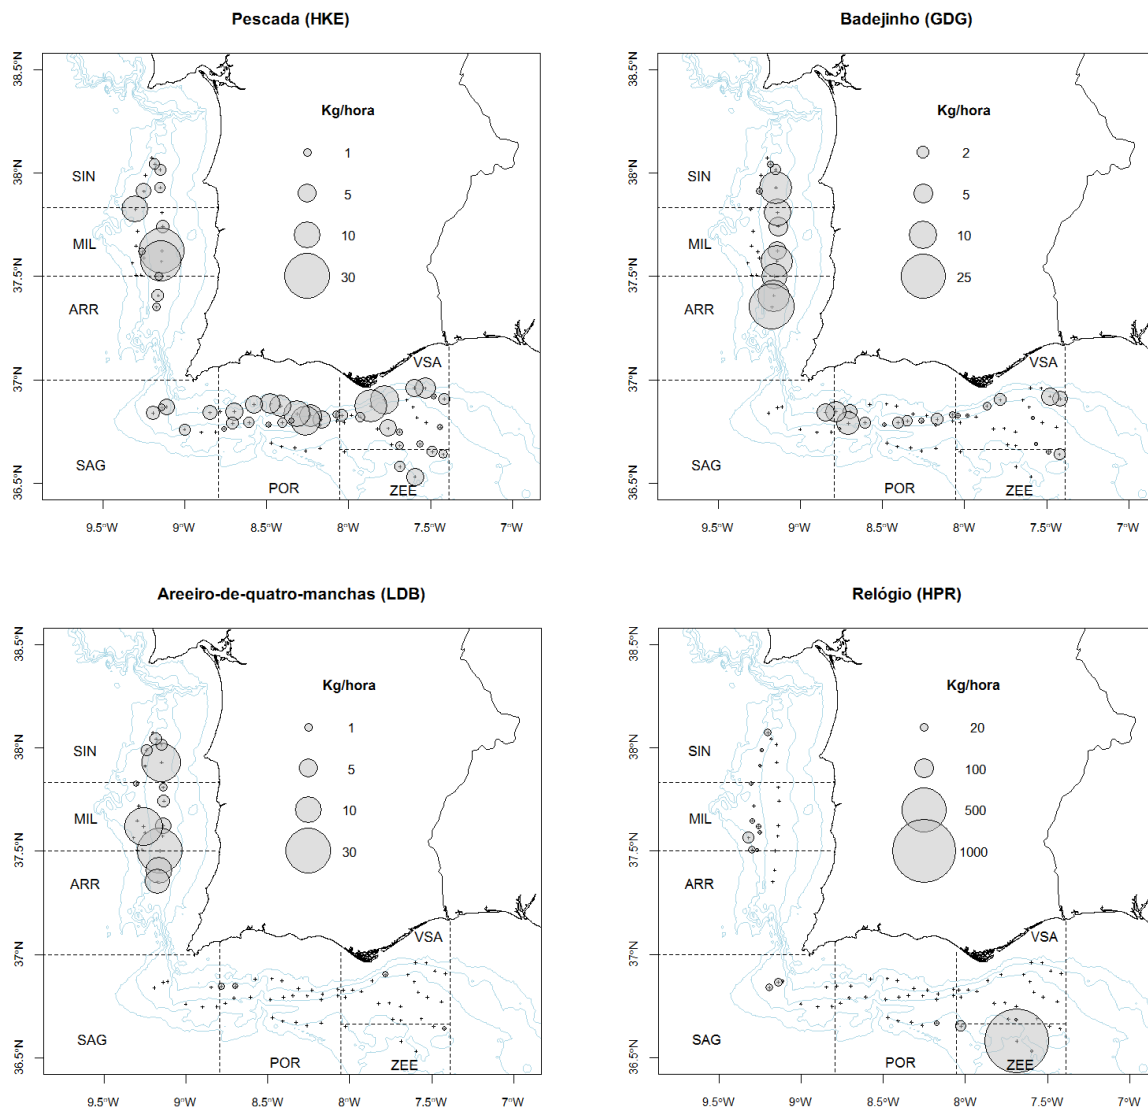 Pescada (HKE)
38.5°N
38°N
37.5°N
37°N
36.5°N
Kg/hora
1
5
10
30
SIN
MIL
ARR
VSA
SAG
POR
ZEE
9.5°W 9°W 8.5°W 8°W 7.5°W 7°W
Badejinho (GDG)
38.5°N
38°N
37.5°N
37°N
36.5°N
Kg/hora
2
5
10
25
SIN
MIL
ARR
VSA
SAG
POR
ZEE
9.5°W 9°W 8.5°W 8°W 7.5°W 7°W
Areeiro-de-quatro-manchas (LDB)
38.5°N
38°N
37.5°N
37°N
36.5°N
Kg/hora
1
5
10
30
SIN
MIL
ARR
VSA
SAG
POR
ZEE
9.5°W 9°W 8.5°W 8°W 7.5°W 7°W
Relógio (HPR)
38.5°N
38°N
37.5°N
37°N
36.5°N
Kg/hora
20
100
500
1000
SIN
MIL
ARR
VSA
SAG
POR
ZEE
9.5°W 9°W 8.5°W 8°W 7.5°W 7°W